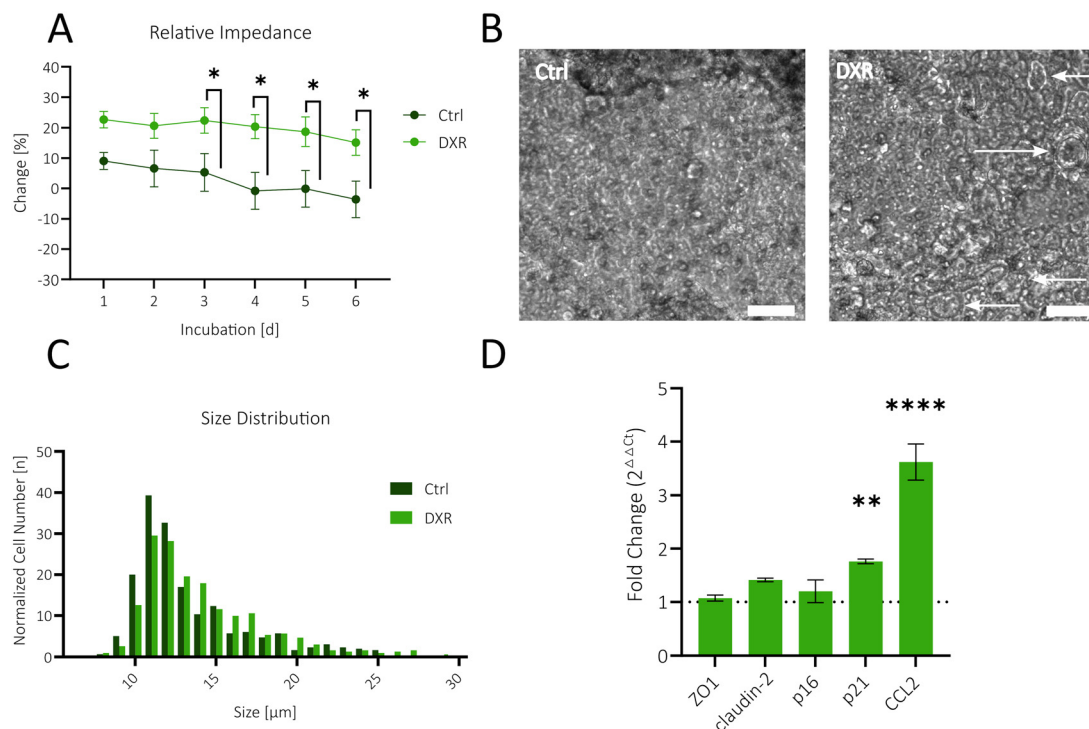 A
Relative Impedance
Change [%]
40
30
20
10
0
-10
-20
-30
*
*
*
*
Ctrl
DXR
1 2 3 4 5 6
Incubation [d]
B
Ctrl
DXR
C
Size Distribution
Normalized Cell Number [n]
50
40
30
20
10
0
Ctrl
DXR
10 15 20 25 30
Size [µm]
D
Fold Change (2^△△Ct)
5
4
3
2
1
0
**
****
ZO1 claudin-2 p16 p21 CCL2